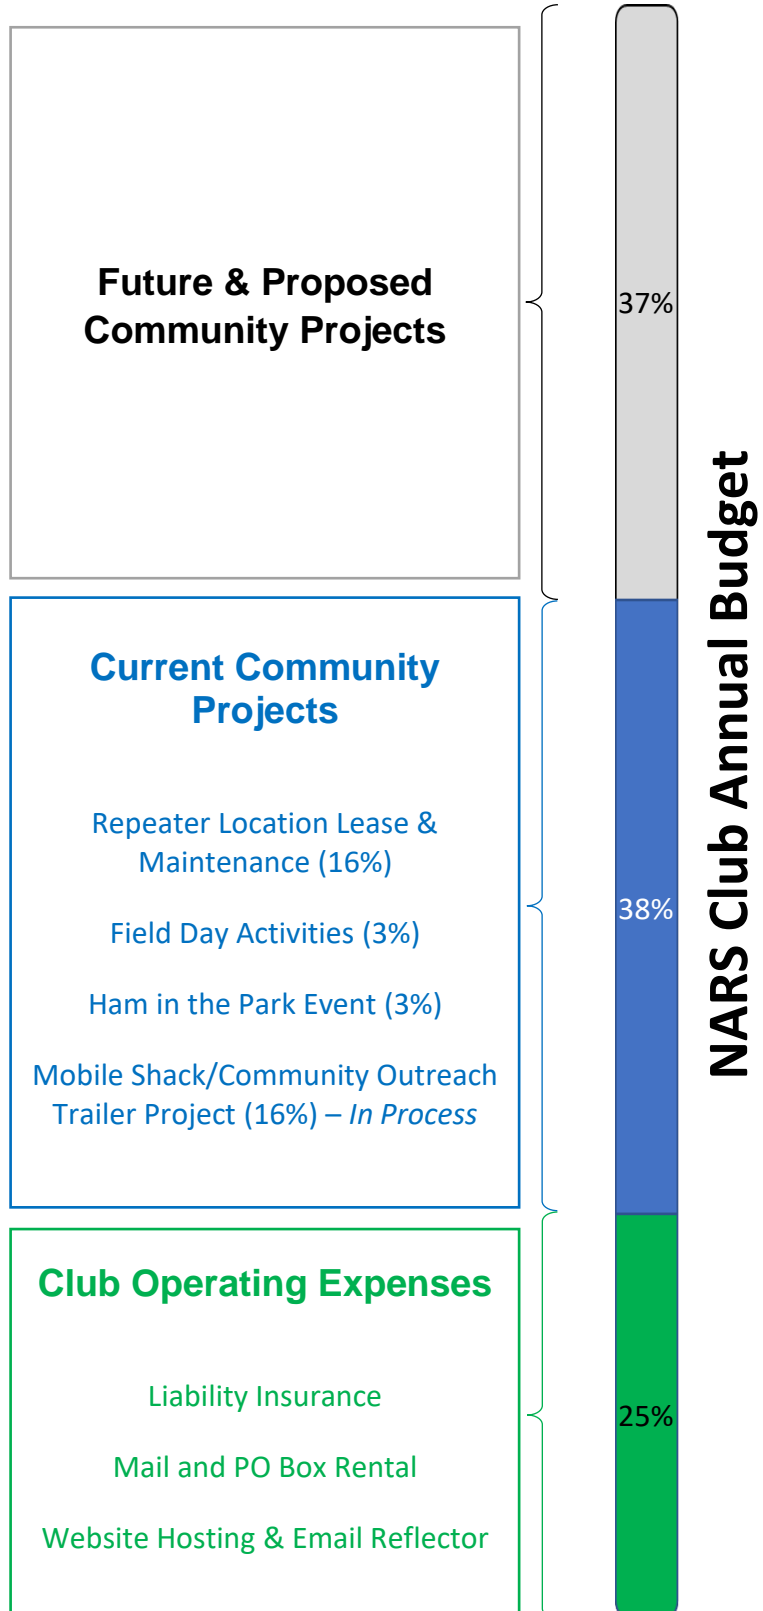 Future & Proposed
Community Projects
37%
Current Community
Projects
Repeater Location Lease &
Maintenance (16%)
Field Day Activities (3%)
Ham in the Park Event (3%)
Mobile Shack/Community Outreach
Trailer Project (16%) – In Process
38%
Club Operating Expenses
Liability Insurance
Mail and PO Box Rental
Website Hosting & Email Reflector
25%
NARS Club Annual Budget